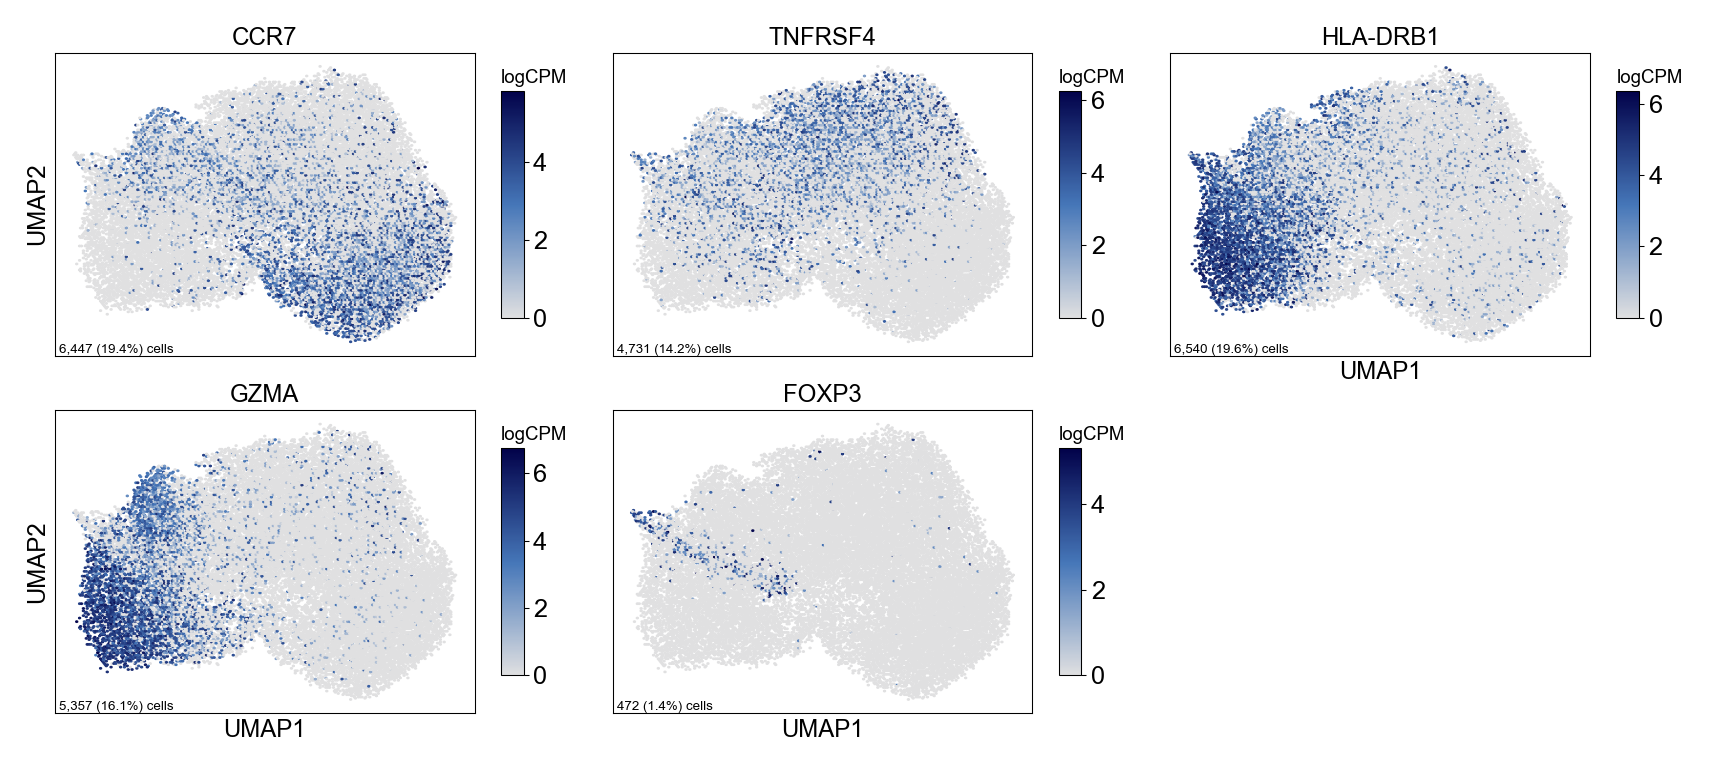 CCR7
TNFRSF4
HLA-DRB1
logCPM
logCPM
logCPM
UMAP2
4
2
0
6
4
2
0
6
4
2
0
6,447 (19.4%) cells
4,731 (14.2%) cells
6,540 (19.6%) cells
UMAP1
GZMA
FOXP3
logCPM
logCPM
UMAP2
6
4
2
0
4
2
0
5,357 (16.1%) cells
472 (1.4%) cells
UMAP1
UMAP1